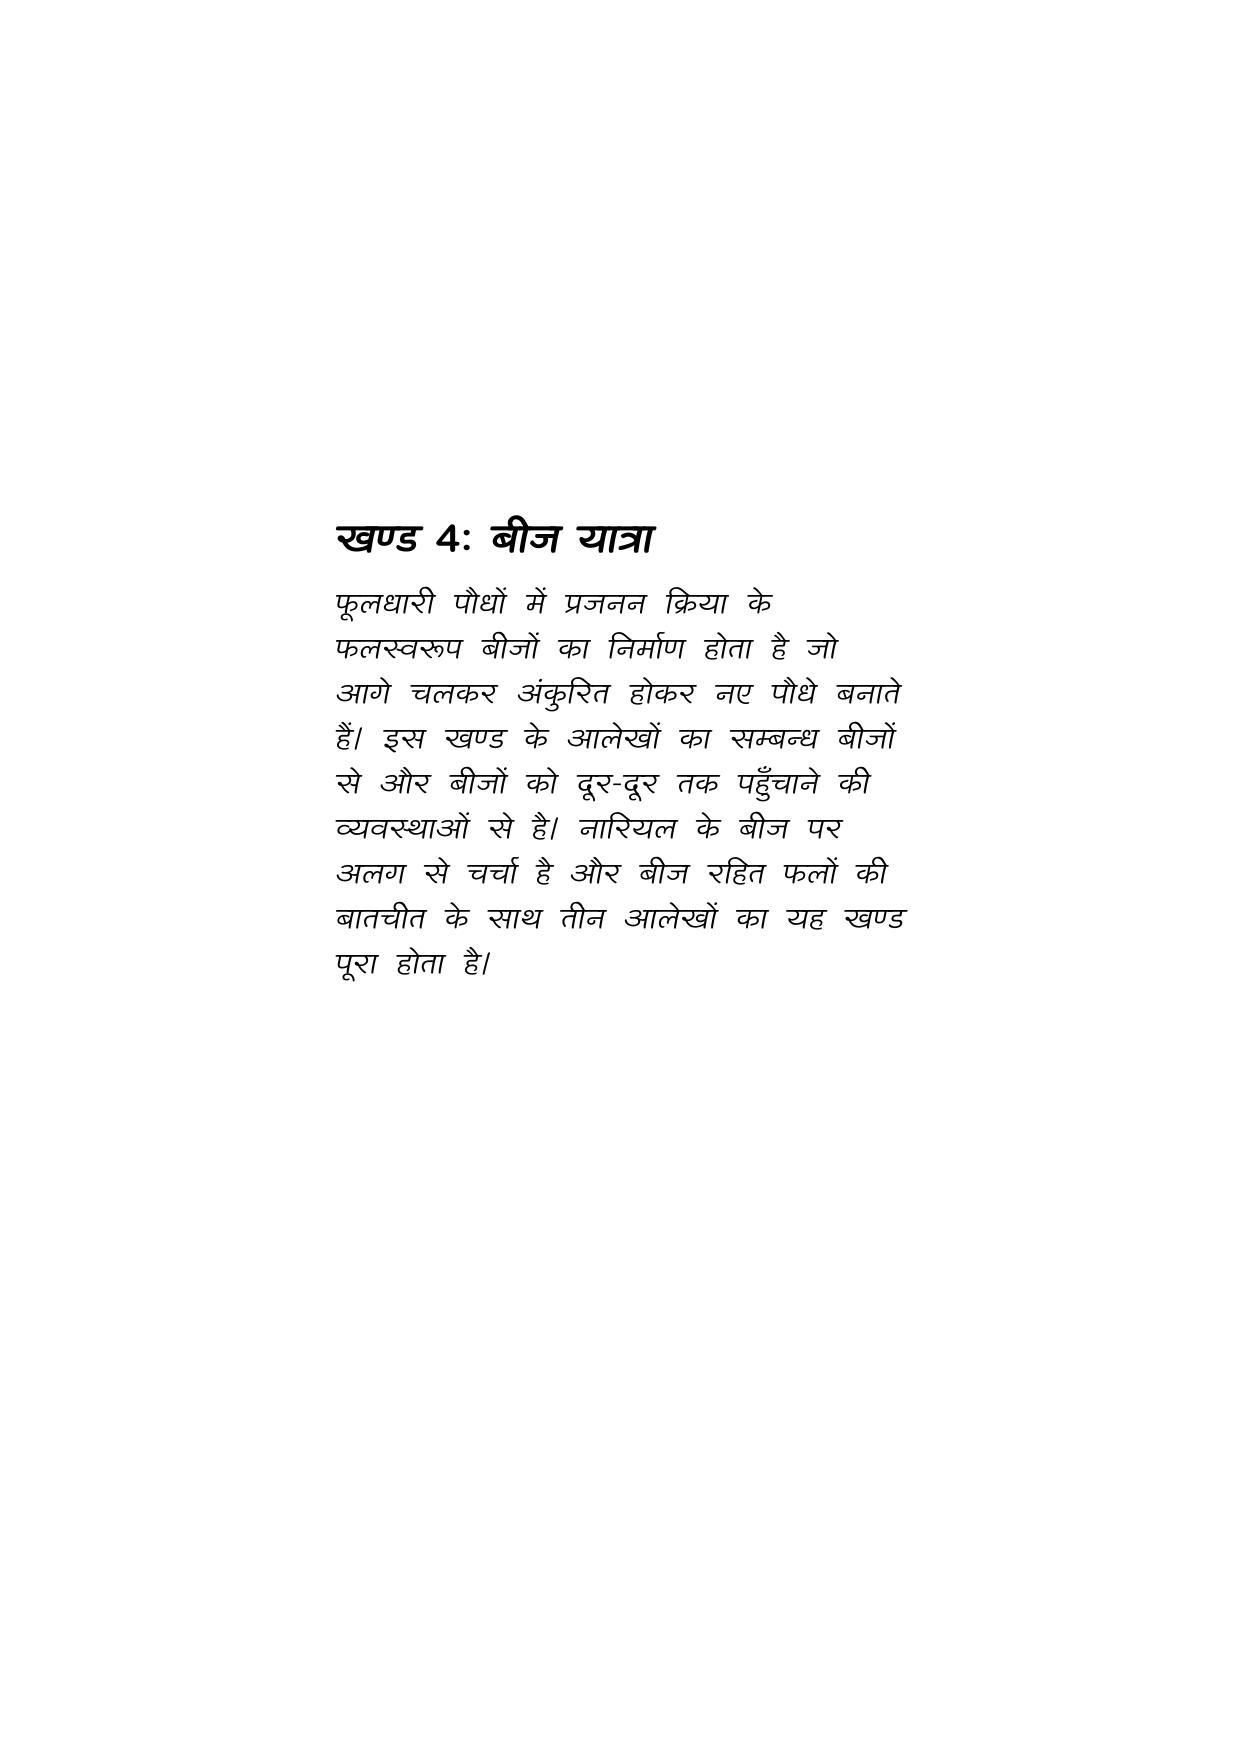 खण्ड 4: बीज यात्रा
फूलधारी पौधों में प्रजनन क्रिया के
फलस्वरूप बीजों का निर्माण होता है जो
आगे चलकर अंकुरित होकर नए पौधे बनाते
हैं। इस खण्ड के आलेखों का सम्बन्ध बीजों
से और बीजों को दूर-दूर तक पहुँचाने की
व्यवस्थाओं से है। नारियल के बीज पर
अलग से चर्चा है और बीज रहित फलों की
बातचीत के साथ तीन आलेखों का यह खण्ड
पूरा होता है।